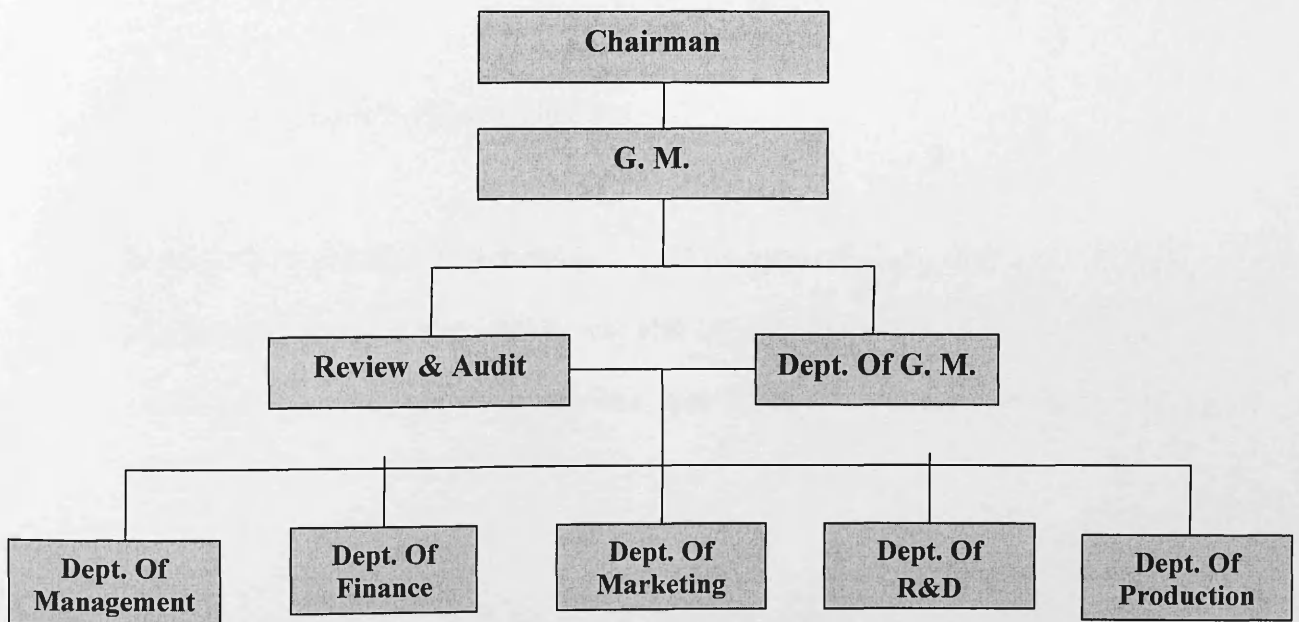 Chairman
G. M.
Review & Audit
Dept. Of G. M.
Dept. Of
Management
Dept. Of
Finance
Dept. Of
Marketing
Dept. Of
R&D
Dept. Of
Production